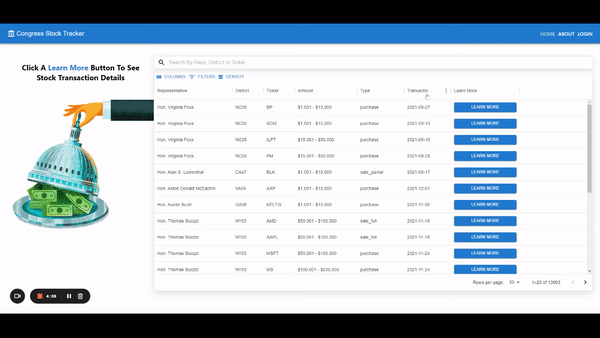 Congress Stock Tracker
HOME ABOUT LOGIN
Click A Learn More Button To See
Stock Transaction Details
Search By Reps, District or Ticker
COLUMNS FILTERS DENSITY
Representative District Ticker Amount Type Transactio... Learn More
Hon. Virginia Foxx NC05 BP $1,001 - $15,000 purchase 2021-09-27 LEARN MORE
Hon. Virginia Foxx NC05 XOM $1,001 - $15,000 purchase 2021-09-13 LEARN MORE
Hon. Virginia Foxx NC05 ILPT $15,001 - $50,000 purchase 2021-09-10 LEARN MORE
Hon. Virginia Foxx NC05 PM $15,001 - $50,000 purchase 2021-09-28 LEARN MORE
Hon. Alan S. Lowenthal CA47 BLK $1,001 - $15,000 sale_partial 2021-09-17 LEARN MORE
Hon. Aston Donald McEachin VA04 AXP $1,001 - $15,000 purchase 2021-12-01 LEARN MORE
Hon. Austin Scott GA08 $1,001 - $15,000 purchase 2021-11-30 LEARN MORE
Hon. Thomas Suozzi NY03 AMD $50,001 - $100,000 sale_full 2021-11-18 LEARN MORE
Hon. Thomas Suozzi NY03 AAPL $50,001 - $100,000 sale_full 2021-11-16 LEARN MORE
Hon. Thomas Suozzi NY03 MSFT $50,001 - $100,000 purchase 2021-11-24 LEARN MORE
Hon. Thomas Suozzi NY03 MS $100,001 - $250,000 purchase 2021-11-24 LEARN MORE
Rows per page: 20 1–20 of 13953
4:59